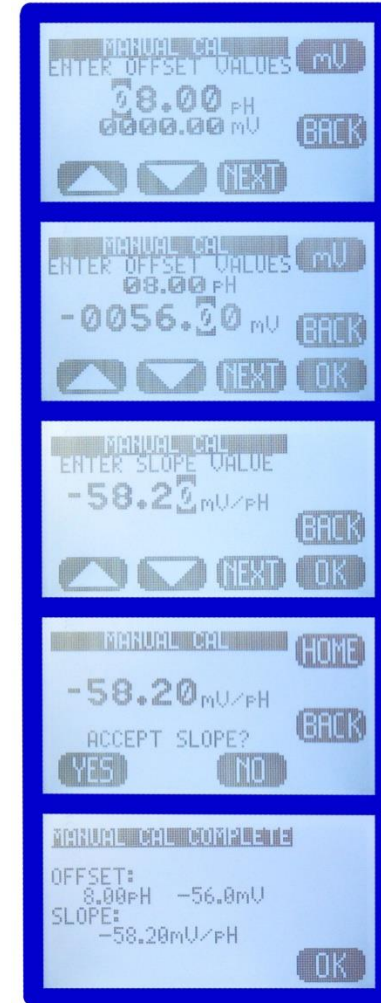 MANUAL CAL
ENTER OFFSET VALUES
mV
08.00 pH
0000.00 mV
BACK
NEXT
MANUAL CAL
ENTER OFFSET VALUES
mV
08.00 pH
-0056.00 mV
BACK
NEXT
OK
MANUAL CAL
ENTER SLOPE VALUE
-58.20 mV/pH
BACK
NEXT
OK
MANUAL CAL
HOME
-58.20 mV/pH
BACK
ACCEPT SLOPE?
YES
NO
MANUAL CAL COMPLETE
OFFSET:
8.00pH -56.0mV
SLOPE:
-58.20mV/pH
OK